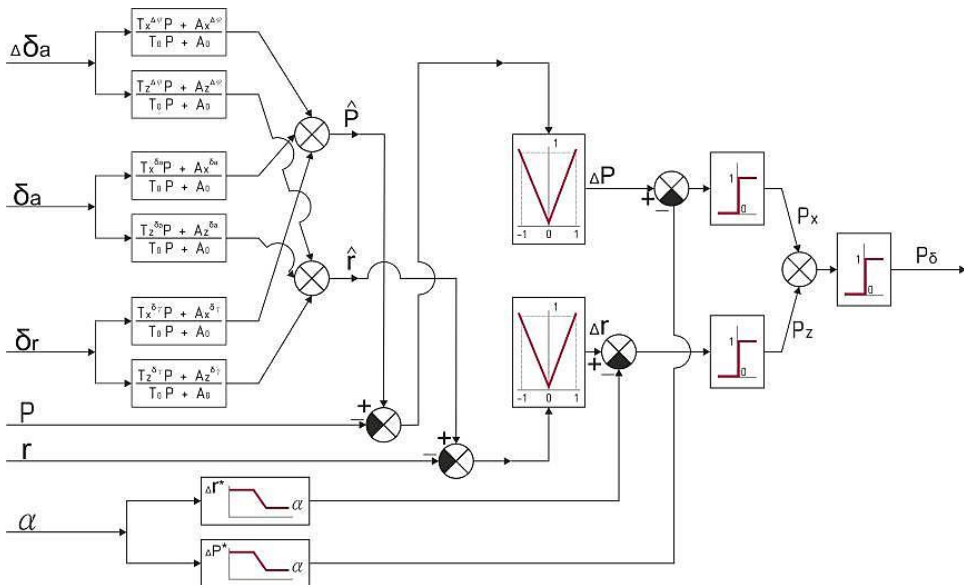 Δδa
Tx^Δφ P + Ax^Δφ
T0 P + A0
Tz^Δφ P + Az^Δφ
T0 P + A0
δa
Tx^δa P + Ax^δa
T0 P + A0
Tz^δa P + Az^δa
T0 P + A0
δr
Tx^δr P + Ax^δr
T0 P + A0
Tz^δr P + Az^δr
T0 P + A0
P
r
α
P̂
r̂
+
−
+
−
Δr*
α
ΔP*
α
1
-1 0 1
ΔP
+
−
1
-1 0 1
Δr
+
−
1
0
Px
1
0
Pz
1
0
Pδ